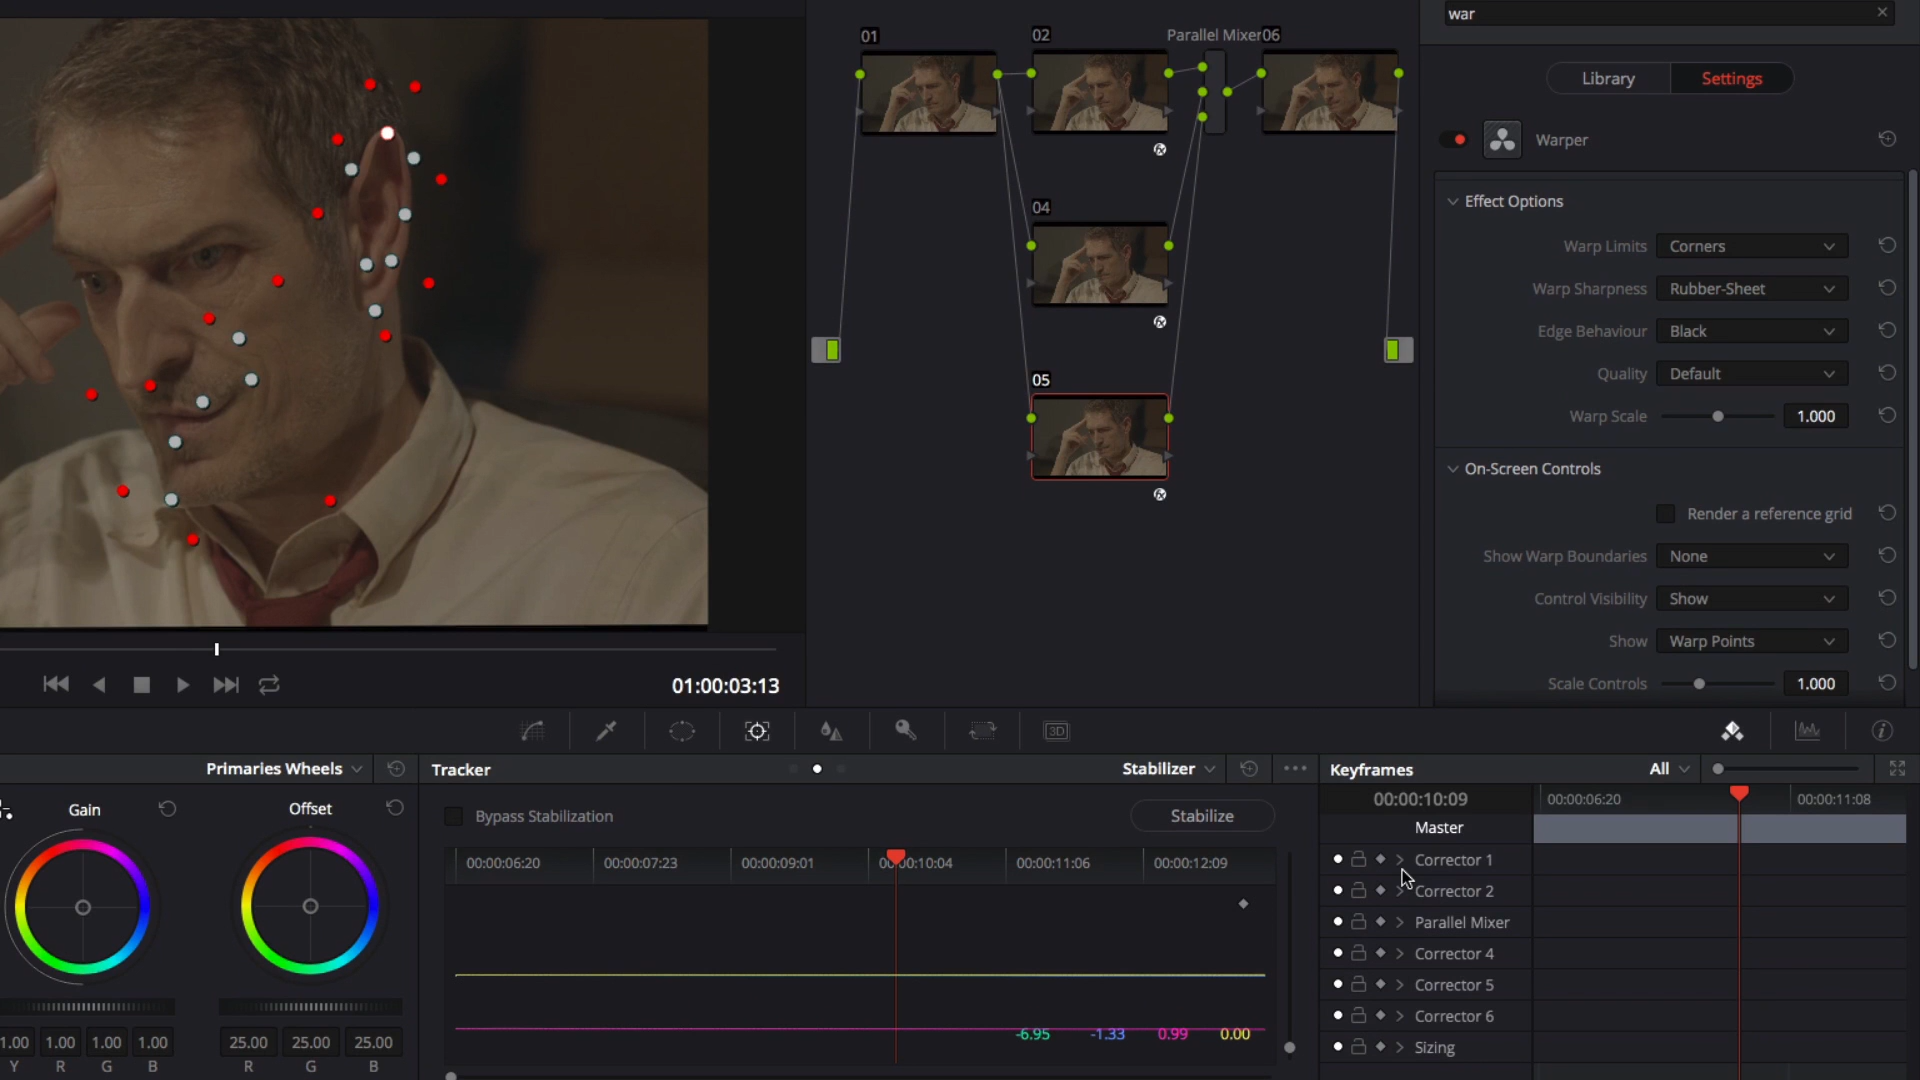 war
01
02
Parallel Mixer
06
Library
Settings
Warper
04
Effect Options
Warp Limits
Corners
Warp Sharpness
Rubber-Sheet
Edge Behaviour
Black
Quality
Default
05
Warp Scale
1.000
On-Screen Controls
Render a reference grid
Show Warp Boundaries
None
Control Visibility
Show
Show
Warp Points
01:00:03:13
Scale Controls
1.000
3D
Primaries Wheels
Tracker
Stabilizer
Keyframes
All
Gain
Offset
Bypass Stabilization
Stabilize
00:00:10:09
00:00:06:20
00:00:11:08
Master
00:00:06:20
00:00:07:23
00:00:09:01
00:00:10:04
00:00:11:06
00:00:12:09
Corrector 1
Corrector 2
Parallel Mixer
Corrector 4
Corrector 5
Corrector 6
Sizing
-6.95
-1.33
0.99
0.00
1.00
1.00
1.00
1.00
25.00
25.00
25.00
Y
R
G
B
R
G
B